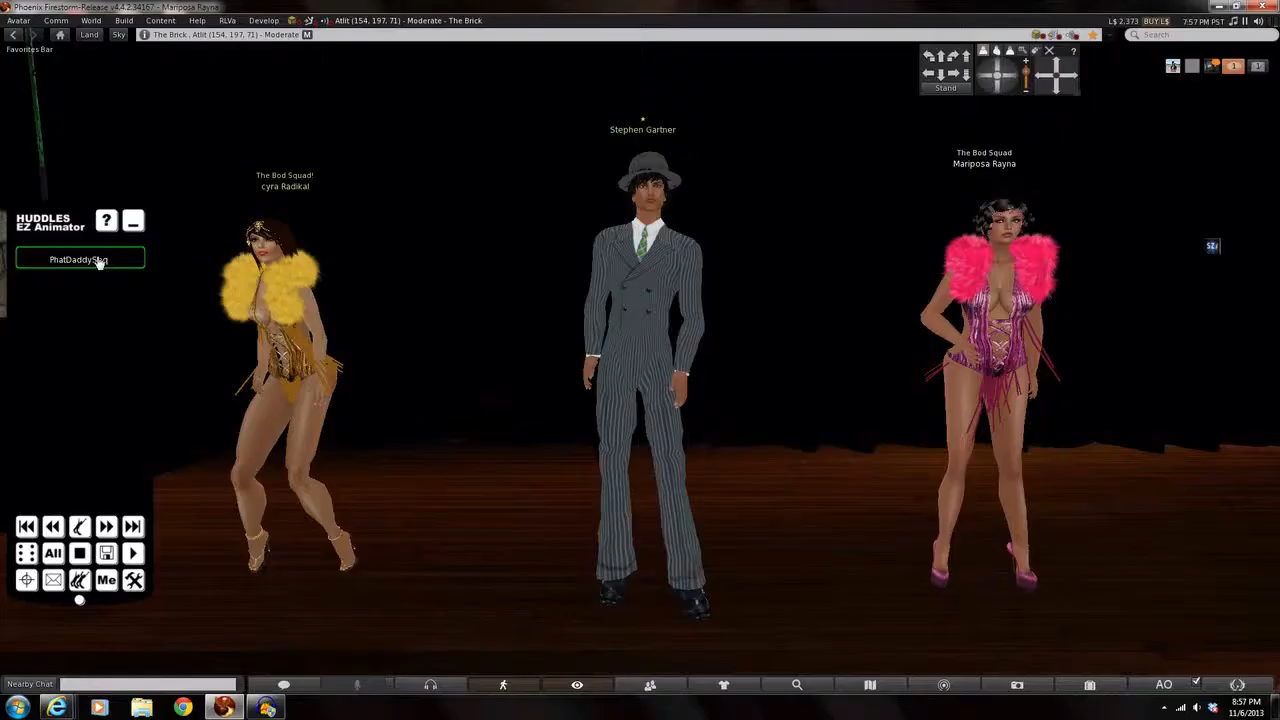 Phoenix Firestorm-Release v4.4.2.34167 - Mariposa Rayna
Avatar Comm World Build Content Help RLVa Develop Atlit (154, 197, 71) - Moderate - The Brick L$ 2,373 BUY L$ 7:57 PM PST
Land Sky The Brick, Atlit (154, 197, 71) - Moderate M Search
Favorites Bar
?
Stand
1
Stephen Gartner
The Bod Squad
Mariposa Rayna
The Bod Squad!
cyra Radikal
HUDDLES
EZ Animator
? _
All
Me
Nearby Chat
AO
8:57 PM
11/6/2013